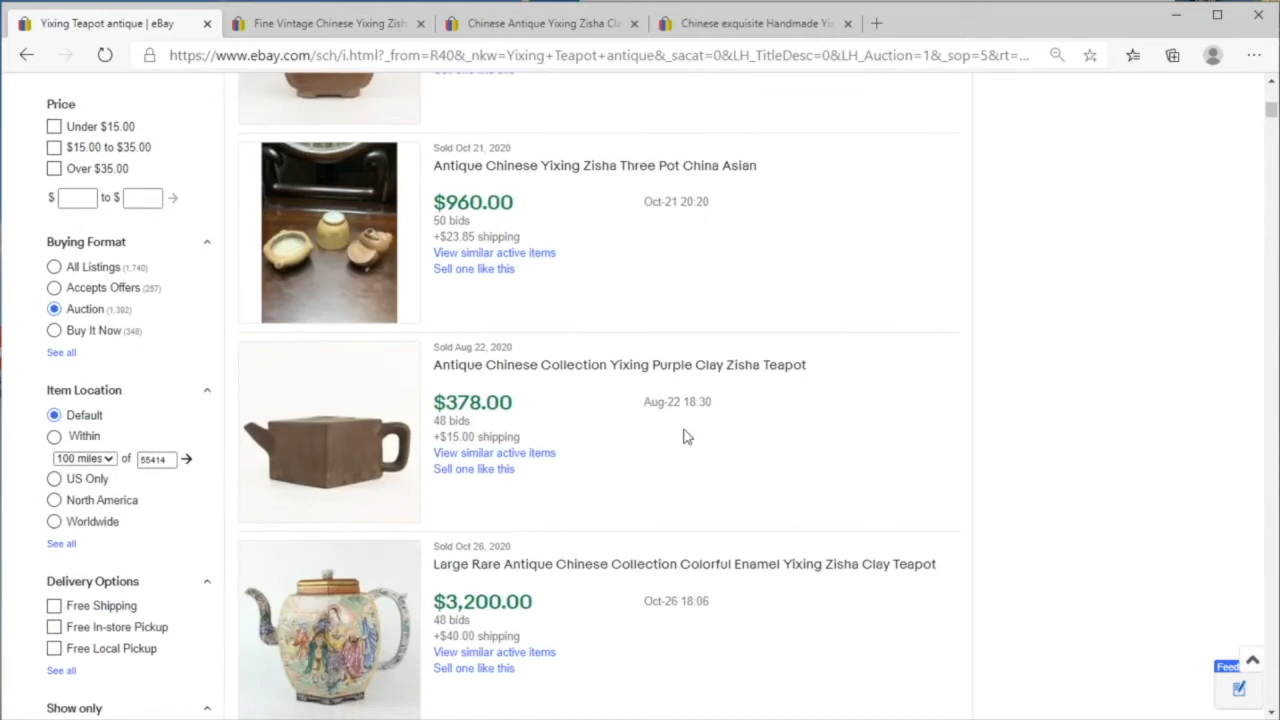 Yixing Teapot antique | eBay
Fine Vintage Chinese Yixing Zish
Chinese Antique Yixing Zisha Cla
Chinese exquisite Handmade Yix
https://www.ebay.com/sch/i.html?_from=R40&_nkw=Yixing+Teapot+antique&_sacat=0&LH_TitleDesc=0&LH_Auction=1&_sop=5&rt=...
Price
Under $15.00
$15.00 to $35.00
Over $35.00
$ to $
Buying Format
All Listings (1,740)
Accepts Offers (257)
Auction (1,392)
Buy It Now (348)
See all
Item Location
Default
Within
100 miles of 55414
US Only
North America
Worldwide
See all
Delivery Options
Free Shipping
Free In-store Pickup
Free Local Pickup
See all
Show only
Sold Oct 21, 2020
Antique Chinese Yixing Zisha Three Pot China Asian
$960.00 Oct-21 20:20
50 bids
+$23.85 shipping
View similar active items
Sell one like this
Sold Aug 22, 2020
Antique Chinese Collection Yixing Purple Clay Zisha Teapot
$378.00 Aug-22 18:30
48 bids
+$15.00 shipping
View similar active items
Sell one like this
Sold Oct 26, 2020
Large Rare Antique Chinese Collection Colorful Enamel Yixing Zisha Clay Teapot
$3,200.00 Oct-26 18:06
48 bids
+$40.00 shipping
View similar active items
Sell one like this
Feed